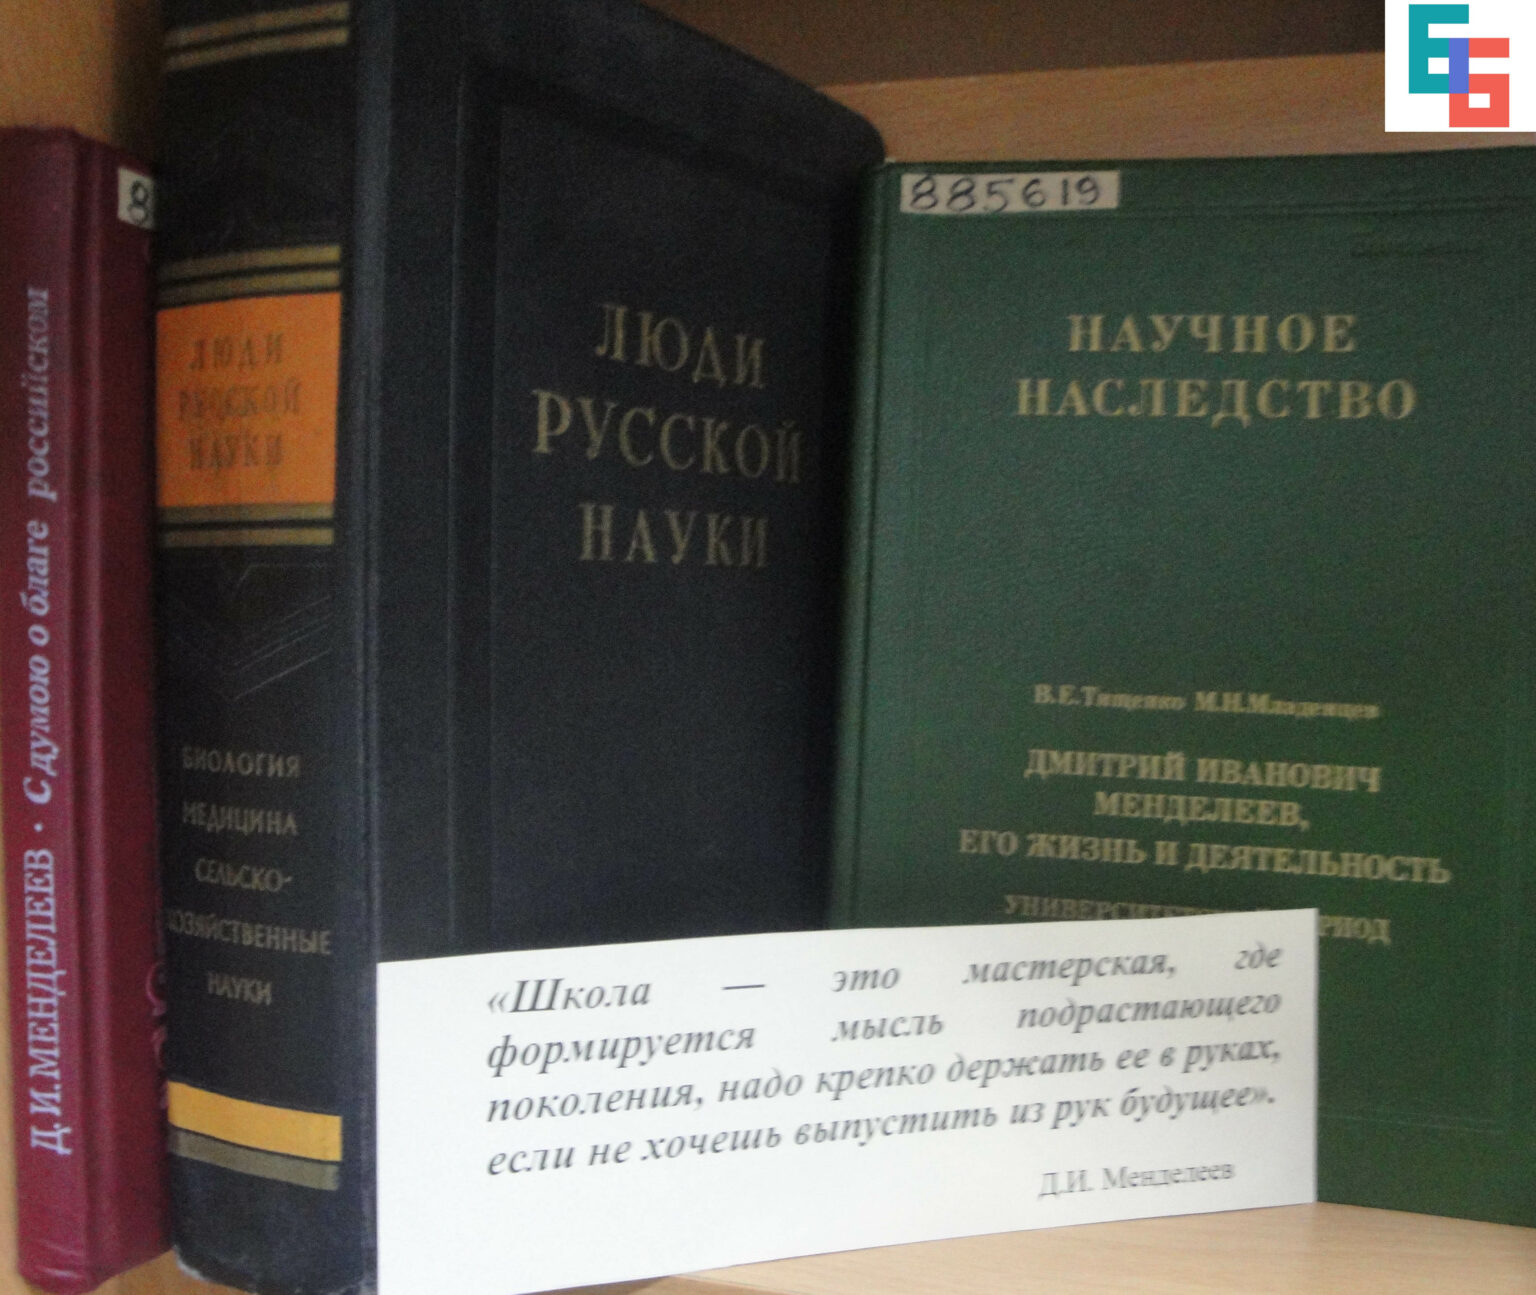 Д.И.МЕНДЕЛЕЕВ · С думою о благе российском
8
ЛЮДИ
РУССКОЙ
НАУКИ
БИОЛОГИЯ
МЕДИЦИНА
СЕЛЬСКО-
ХОЗЯЙСТВЕННЫЕ
НАУКИ
ЛЮДИ
РУССКОЙ
НАУКИ
885619
НАУЧНОЕ
НАСЛЕДСТВО
В.Е.Тищенко М.Н.Младенцев
ДМИТРИЙ ИВАНОВИЧ
МЕНДЕЛЕЕВ,
ЕГО ЖИЗНЬ И ДЕЯТЕЛЬНОСТЬ
«Школа — это мастерская, где
формируется мысль подрастающего
поколения, надо крепко держать ее в руках,
если не хочешь выпустить из рук будущее».
Д.И. Менделеев